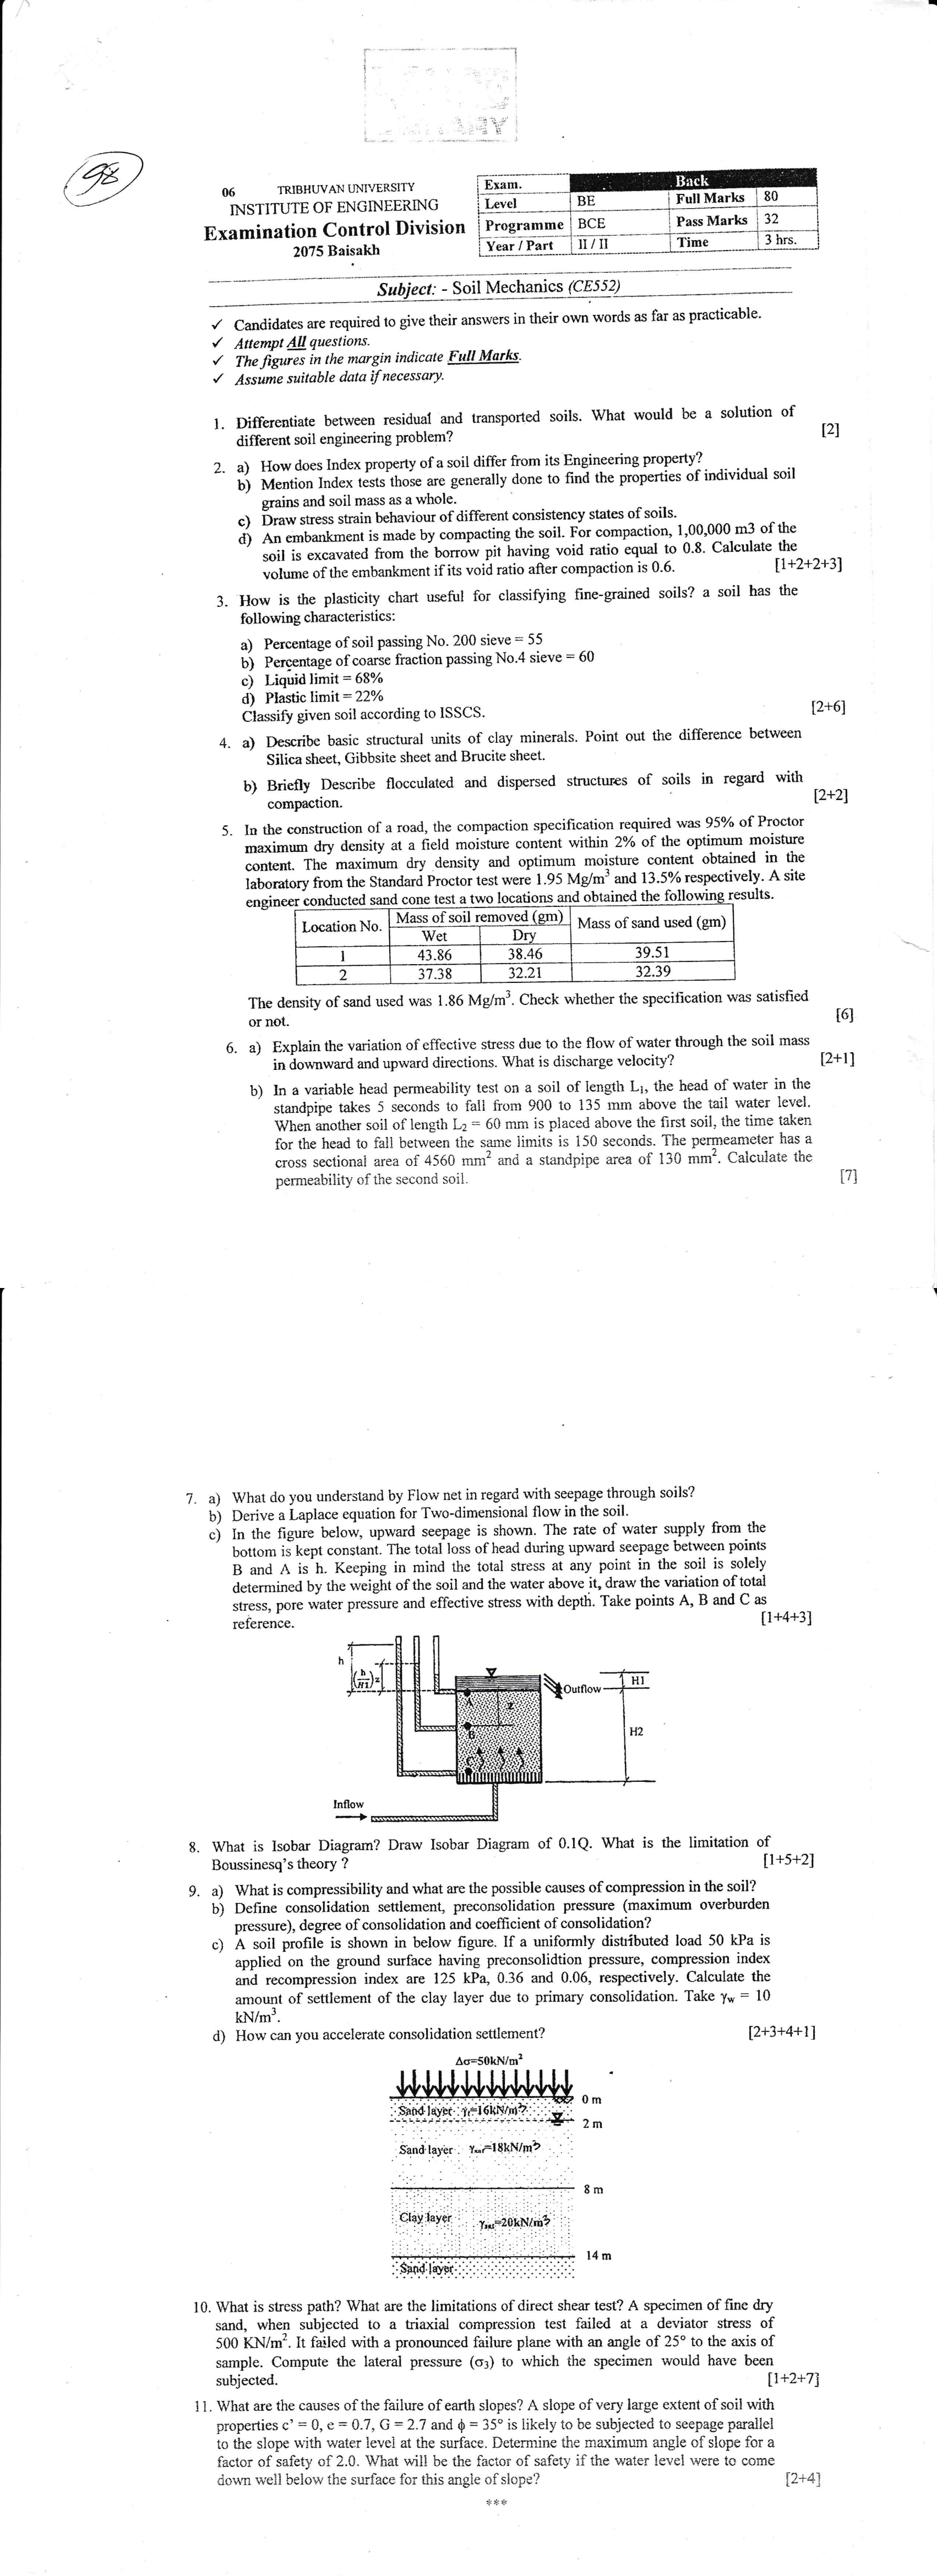 98
06 TRIBHUVAN UNIVERSITY
INSTITUTE OF ENGINEERING
Examination Control Division
2075 Baisakh
Exam. Back
Level BE Full Marks 80
Programme BCE Pass Marks 32
Year / Part II / II Time 3 hrs.
Subject: - Soil Mechanics (CE552)
✓ Candidates are required to give their answers in their own words as far as practicable.
✓ Attempt All questions.
✓ The figures in the margin indicate Full Marks.
✓ Assume suitable data if necessary.
1. Differentiate between residual and transported soils. What would be a solution of
different soil engineering problem? [2]
2. a) How does Index property of a soil differ from its Engineering property?
b) Mention Index tests those are generally done to find the properties of individual soil
grains and soil mass as a whole.
c) Draw stress strain behaviour of different consistency states of soils.
d) An embankment is made by compacting the soil. For compaction, 1,00,000 m3 of the
soil is excavated from the borrow pit having void ratio equal to 0.8. Calculate the
volume of the embankment if its void ratio after compaction is 0.6. [1+2+2+3]
3. How is the plasticity chart useful for classifying fine-grained soils? a soil has the
following characteristics:
a) Percentage of soil passing No. 200 sieve = 55
b) Percentage of coarse fraction passing No.4 sieve = 60
c) Liquid limit = 68%
d) Plastic limit = 22%
Classify given soil according to ISSCS. [2+6]
4. a) Describe basic structural units of clay minerals. Point out the difference between
Silica sheet, Gibbsite sheet and Brucite sheet.
b) Briefly Describe flocculated and dispersed structures of soils in regard with
compaction. [2+2]
5. In the construction of a road, the compaction specification required was 95% of Proctor
maximum dry density at a field moisture content within 2% of the optimum moisture
content. The maximum dry density and optimum moisture content obtained in the
laboratory from the Standard Proctor test were 1.95 Mg/m³ and 13.5% respectively. A site
engineer conducted sand cone test a two locations and obtained the following results.
Location No. Mass of soil removed (gm) Mass of sand used (gm)
Wet Dry
1 43.86 38.46 39.51
2 37.38 32.21 32.39
The density of sand used was 1.86 Mg/m³. Check whether the specification was satisfied
or not. [6]
6. a) Explain the variation of effective stress due to the flow of water through the soil mass
in downward and upward directions. What is discharge velocity? [2+1]
b) In a variable head permeability test on a soil of length L₁, the head of water in the
standpipe takes 5 seconds to fall from 900 to 135 mm above the tail water level.
When another soil of length L₂ = 60 mm is placed above the first soil, the time taken
for the head to fall between the same limits is 150 seconds. The permeameter has a
cross sectional area of 4560 mm² and a standpipe area of 130 mm². Calculate the
permeability of the second soil. [7]
7. a) What do you understand by Flow net in regard with seepage through soils?
b) Derive a Laplace equation for Two-dimensional flow in the soil.
c) In the figure below, upward seepage is shown. The rate of water supply from the
bottom is kept constant. The total loss of head during upward seepage between points
B and A is h. Keeping in mind the total stress at any point in the soil is solely
determined by the weight of the soil and the water above it, draw the variation of total
stress, pore water pressure and effective stress with depth. Take points A, B and C as
reference. [1+4+3]
h
(h/H1)z
A
z
B
C
Outflow
H1
H2
Inflow
8. What is Isobar Diagram? Draw Isobar Diagram of 0.1Q. What is the limitation of
Boussinesq's theory ? [1+5+2]
9. a) What is compressibility and what are the possible causes of compression in the soil?
b) Define consolidation settlement, preconsolidation pressure (maximum overburden
pressure), degree of consolidation and coefficient of consolidation?
c) A soil profile is shown in below figure. If a uniformly distributed load 50 kPa is
applied on the ground surface having preconsolidtion pressure, compression index
and recompression index are 125 kPa, 0.36 and 0.06, respectively. Calculate the
amount of settlement of the clay layer due to primary consolidation. Take γw = 10
kN/m³.
d) How can you accelerate consolidation settlement? [2+3+4+1]
Δσ=50kN/m²
0 m
Sand layer γt=16kN/m³
2 m
Sand layer γsat=18kN/m³
8 m
Clay layer γsat=20kN/m³
14 m
Sand layer
10. What is stress path? What are the limitations of direct shear test? A specimen of fine dry
sand, when subjected to a triaxial compression test failed at a deviator stress of
500 KN/m². It failed with a pronounced failure plane with an angle of 25° to the axis of
sample. Compute the lateral pressure (σ₃) to which the specimen would have been
subjected. [1+2+7]
11. What are the causes of the failure of earth slopes? A slope of very large extent of soil with
properties c' = 0, e = 0.7, G = 2.7 and ϕ = 35° is likely to be subjected to seepage parallel
to the slope with water level at the surface. Determine the maximum angle of slope for a
factor of safety of 2.0. What will be the factor of safety if the water level were to come
down well below the surface for this angle of slope? [2+4]
***